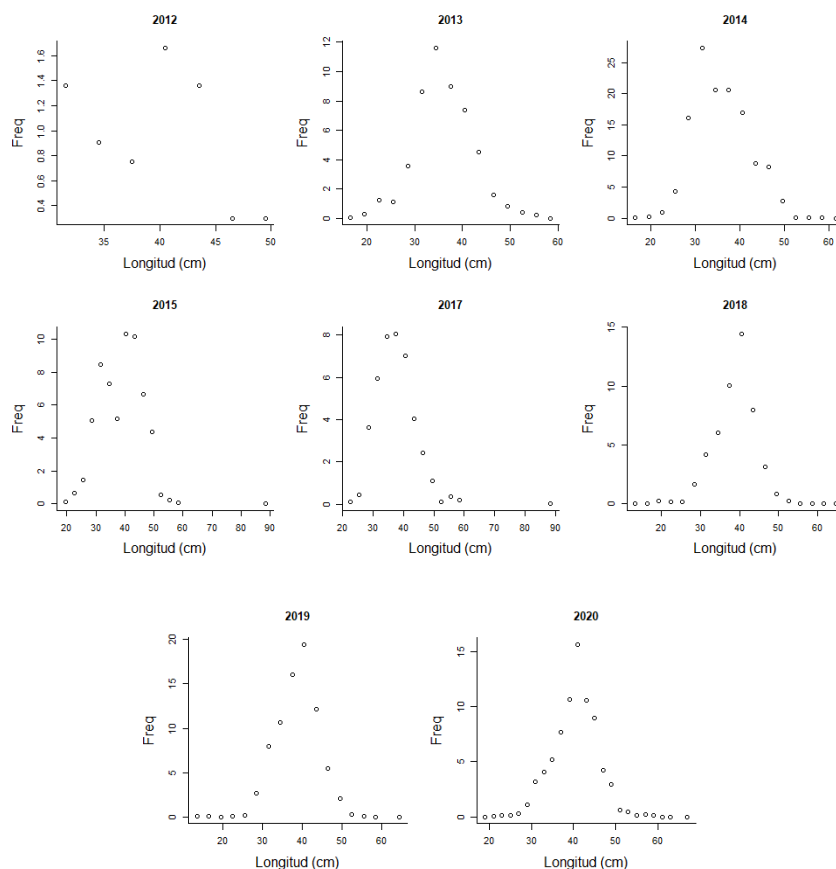 2012
Freq
0.4 0.6 0.8 1.0 1.2 1.4 1.6
35 40 45 50
Longitud (cm)
2013
Freq
0 2 4 6 8 10 12
20 30 40 50 60
Longitud (cm)
2014
Freq
0 5 10 15 20 25
20 30 40 50 60
Longitud (cm)
2015
Freq
0 2 4 6 8 10
20 30 40 50 60 70 80 90
Longitud (cm)
2017
Freq
0 2 4 6 8
30 40 50 60 70 80 90
Longitud (cm)
2018
Freq
0 5 10 15
20 30 40 50 60
Longitud (cm)
2019
Freq
0 5 10 15 20
20 30 40 50 60
Longitud (cm)
2020
Freq
0 5 10 15
20 30 40 50 60
Longitud (cm)